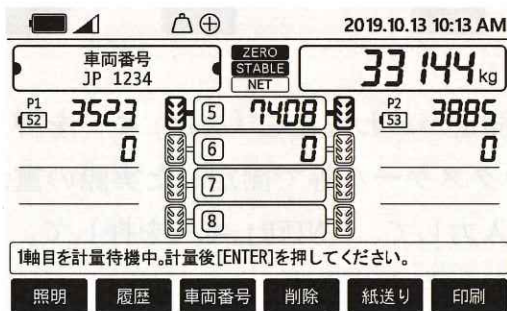 2019.10.13 10:13 AM
車両番号
JP 1234
ZERO
STABLE
NET
33144 kg
P1
52
3523
5
7408
P2
53
3885
0
6
0
0
7
8
1軸目を計量待機中。計量後[ENTER]を押してください。
照明 履歴 車両番号 削除 紙送り 印刷